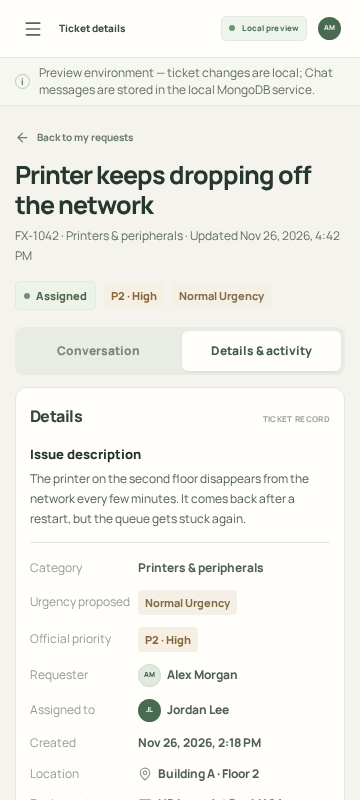 Ticket details
Local preview
AM
Preview environment — ticket changes are local; Chat
messages are stored in the local MongoDB service.
Back to my requests
Printer keeps dropping off
the network
FX-1042 · Printers & peripherals · Updated Nov 26, 2026, 4:42
PM
Assigned
P2 · High
Normal Urgency
Conversation
Details & activity
Details
TICKET RECORD
Issue description
The printer on the second floor disappears from the
network every few minutes. It comes back after a
restart, but the queue gets stuck again.
Category
Printers & peripherals
Urgency proposed
Normal Urgency
Official priority
P2 · High
Requester
AM
Alex Morgan
Assigned to
JL
Jordan Lee
Created
Nov 26, 2026, 2:18 PM
Location
Building A · Floor 2